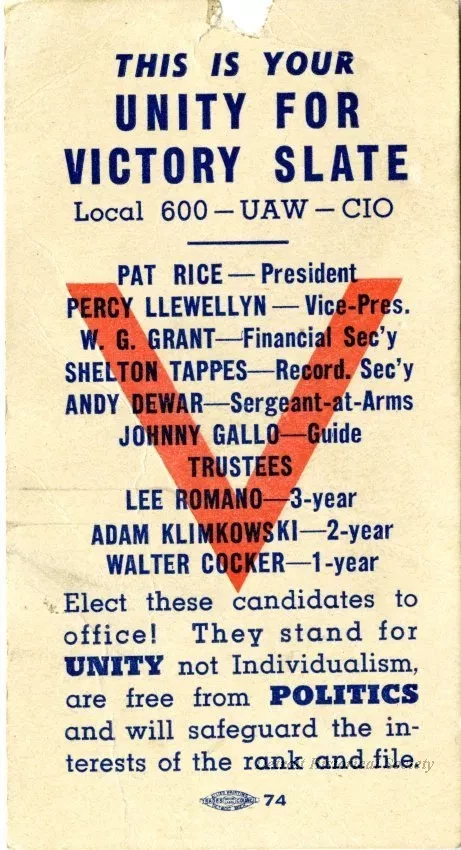 THIS IS YOUR
UNITY FOR
VICTORY SLATE
Local 600 — UAW — CIO
PAT RICE — President
PERCY LLEWELLYN — Vice-Pres.
W. G. GRANT—Financial Sec'y
SHELTON TAPPES—Record. Sec'y
ANDY DEWAR—Sergeant-at-Arms
JOHNNY GALLO—Guide
TRUSTEES
LEE ROMANO—3-year
ADAM KLIMKOWSKI—2-year
WALTER COCKER—1-year
Elect these candidates to
office! They stand for
UNITY not Individualism,
are free from POLITICS
and will safeguard the in-
terests of the rank and file.
Detroit Historical Society
74